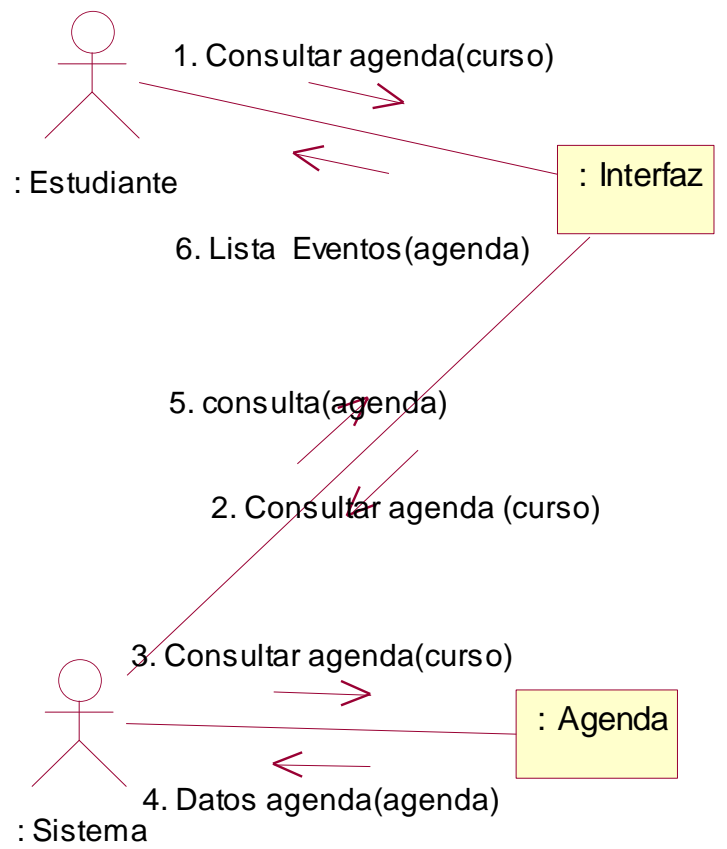 1. Consultar agenda(curso)
: Estudiante
: Interfaz
6. Lista Eventos(agenda)
5. consulta(agenda)
2. Consultar agenda (curso)
3. Consultar agenda(curso)
: Agenda
4. Datos agenda(agenda)
: Sistema